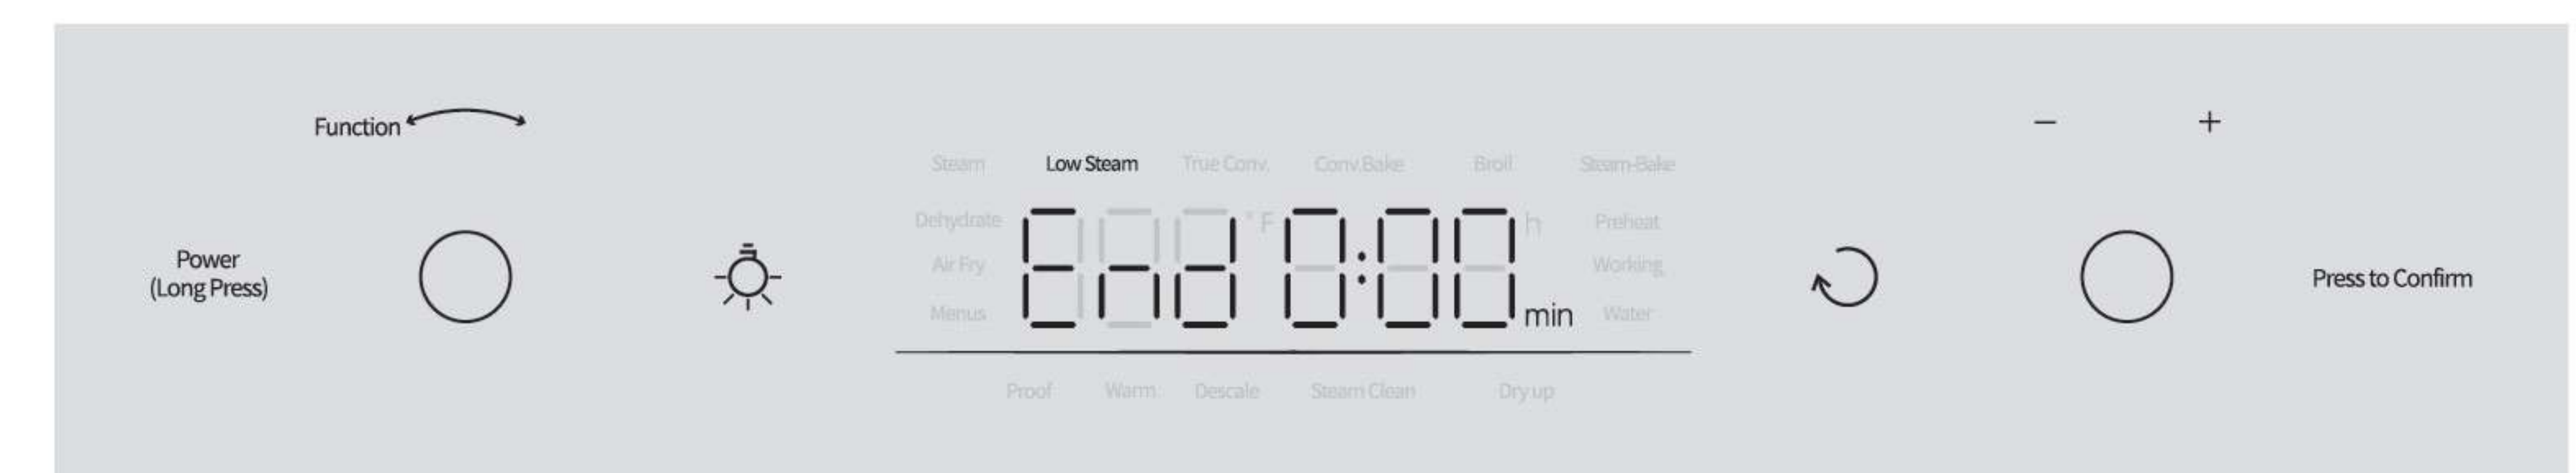 Function
− +
Steam Low Steam True Conv. Conv.Bake Broil Steam-Bake
Dehydrate °F h Preheat
Power
(Long Press)
End 0:00 min
Air Fry Working
Press to Confirm
Menus Water
Proof Warm Descale Steam Clean Dry up